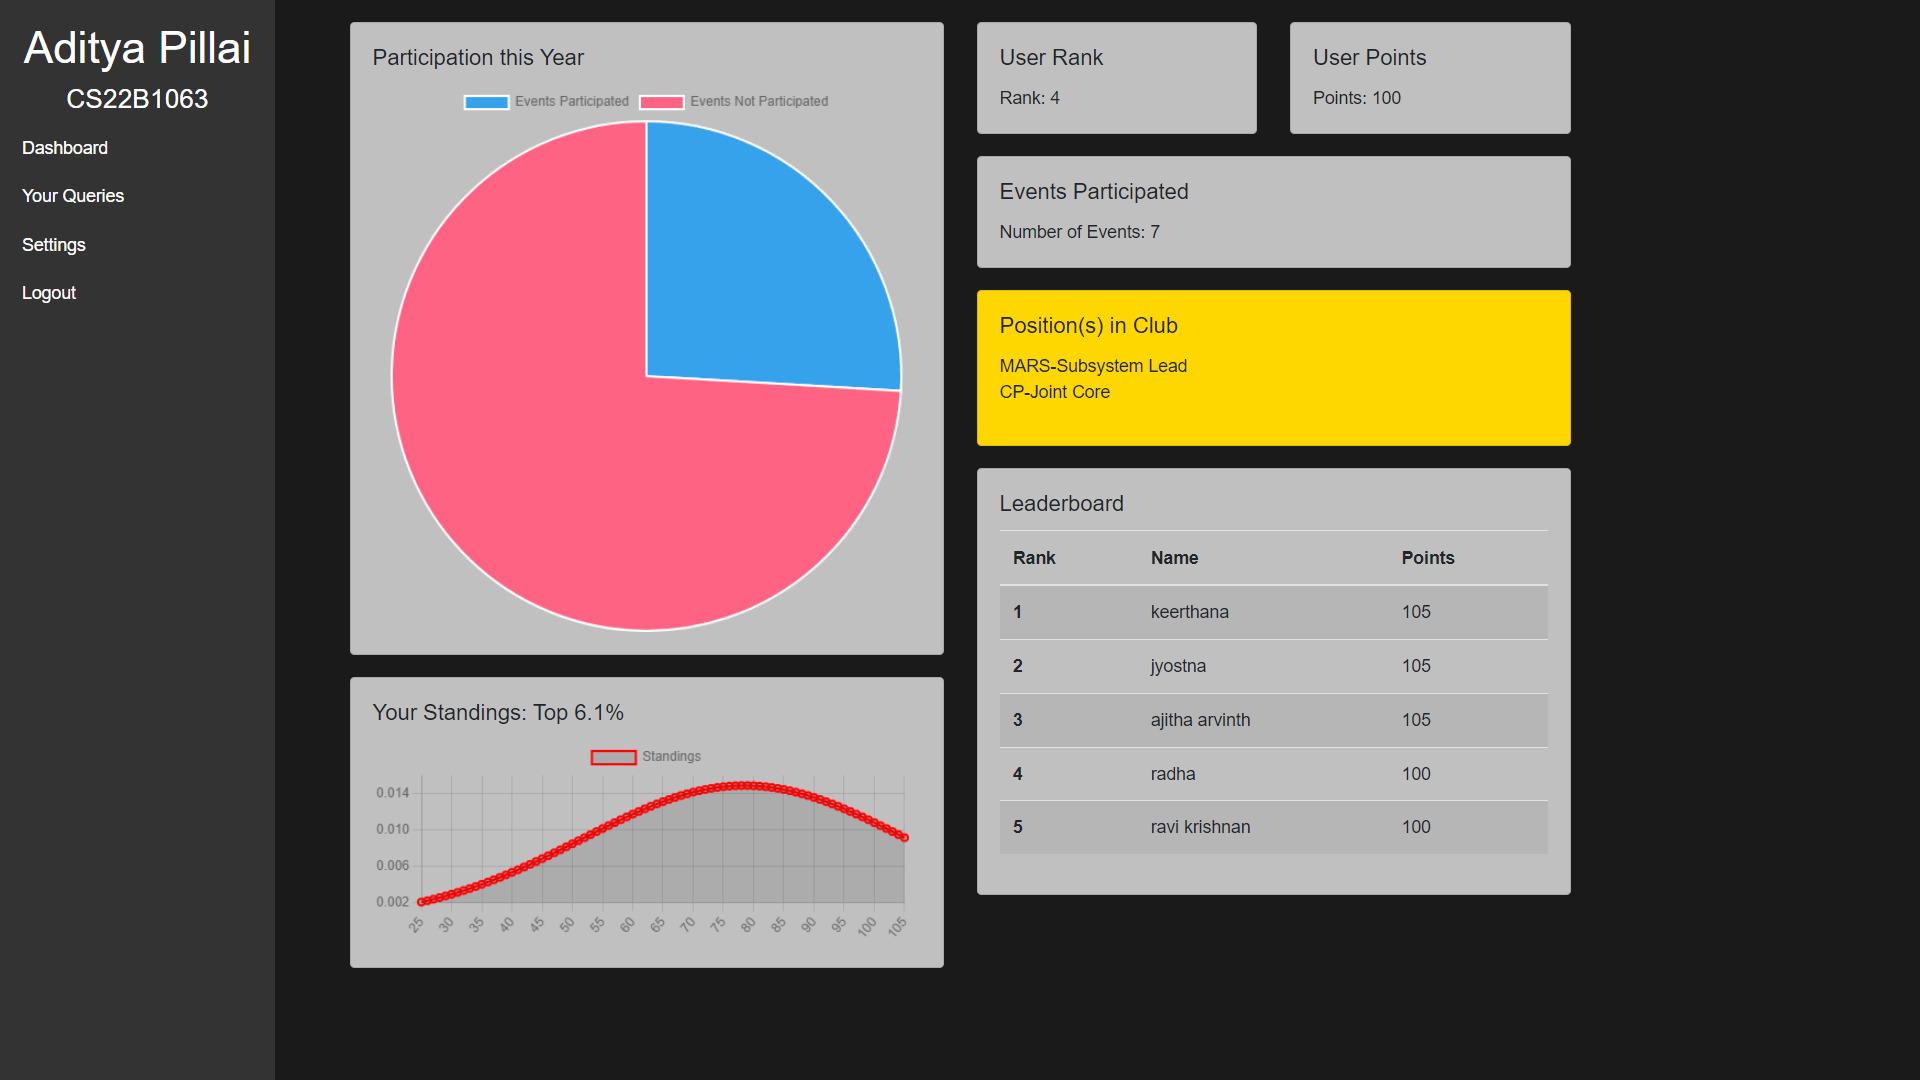 Aditya Pillai
CS22B1063
Dashboard
Your Queries
Settings
Logout
Participation this Year
Events Participated Events Not Participated
Your Standings: Top 6.1%
Standings
0.014
0.010
0.006
0.002
25 30 35 40 45 50 55 60 65 70 75 80 85 90 95 100 105
User Rank
Rank: 4
User Points
Points: 100
Events Participated
Number of Events: 7
Position(s) in Club
MARS-Subsystem Lead
CP-Joint Core
Leaderboard
Rank Name Points
1 keerthana 105
2 jyostna 105
3 ajitha arvinth 105
4 radha 100
5 ravi krishnan 100